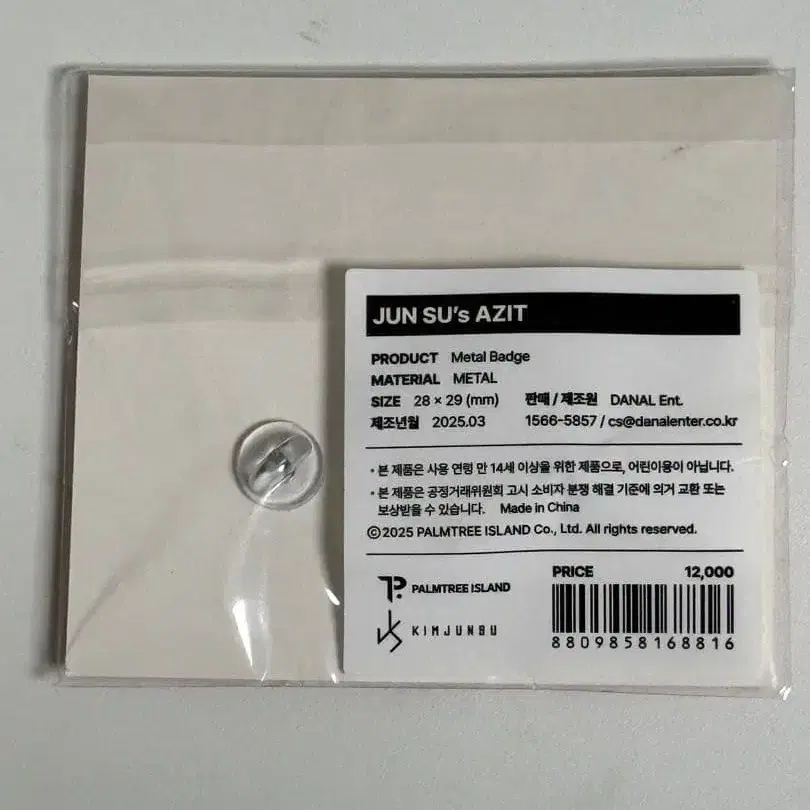 JUN SU's AZIT
PRODUCT Metal Badge
MATERIAL METAL
SIZE 28 × 29 (mm) 판매 / 제조원 DANAL Ent.
제조년월 2025.03 1566-5857 / cs@danalenter.co.kr
• 본 제품은 사용 연령 만 14세 이상을 위한 제품으로, 어린이용이 아닙니다.
• 본 제품은 공정거래위원회 고시 소비자 분쟁 해결 기준에 의거 교환 또는
보상받을 수 있습니다. Made in China
©2025 PALMTREE ISLAND Co., Ltd. All rights reserved.
PRICE 12,000
PALMTREE ISLAND
KIMJUNSU
8809858168816